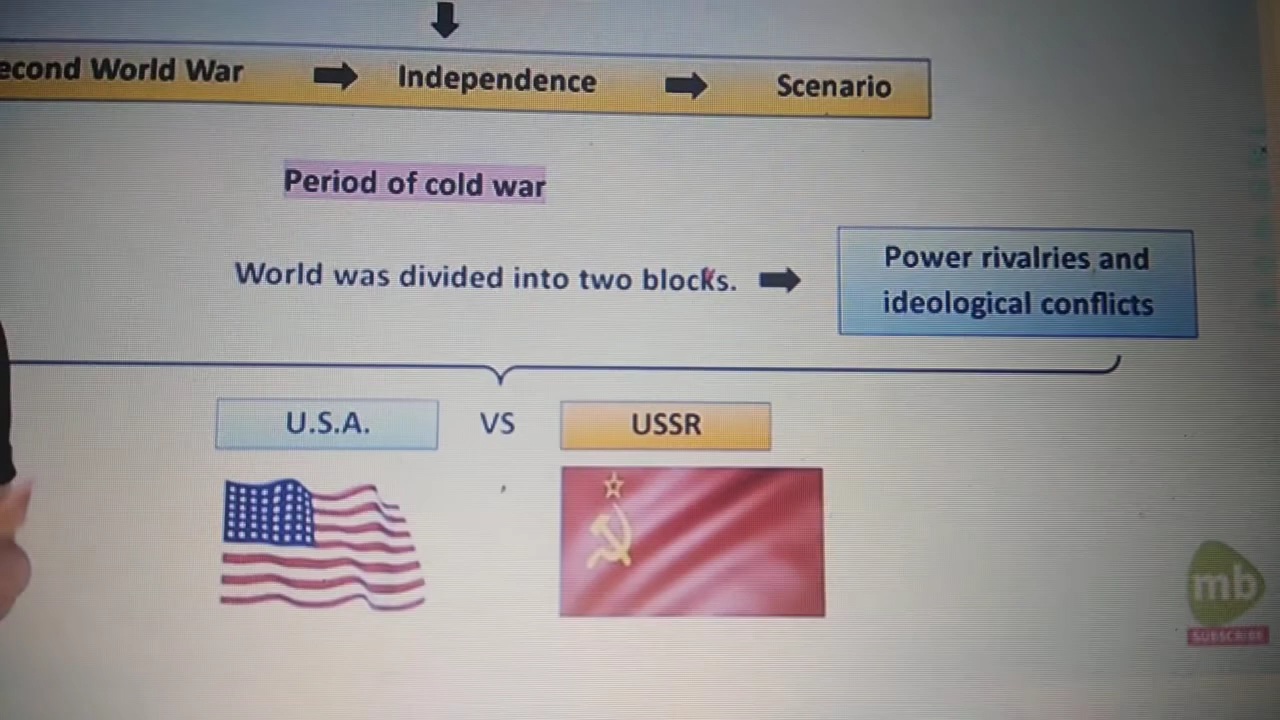 econd World War Independence Scenario
Period of cold war
World was divided into two blocks.
Power rivalries and
ideological conflicts
U.S.A. VS USSR
mb
SUBSCRIBE